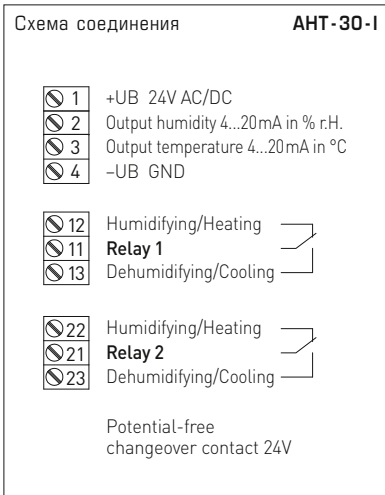 Схема соединения AHT-30-I
1 +UB 24V AC/DC
2 Output humidity 4...20mA in % r.H.
3 Output temperature 4...20mA in °C
4 –UB GND
12 Humidifying/Heating
11 Relay 1
13 Dehumidifying/Cooling
22 Humidifying/Heating
21 Relay 2
23 Dehumidifying/Cooling
Potential-free
changeover contact 24V